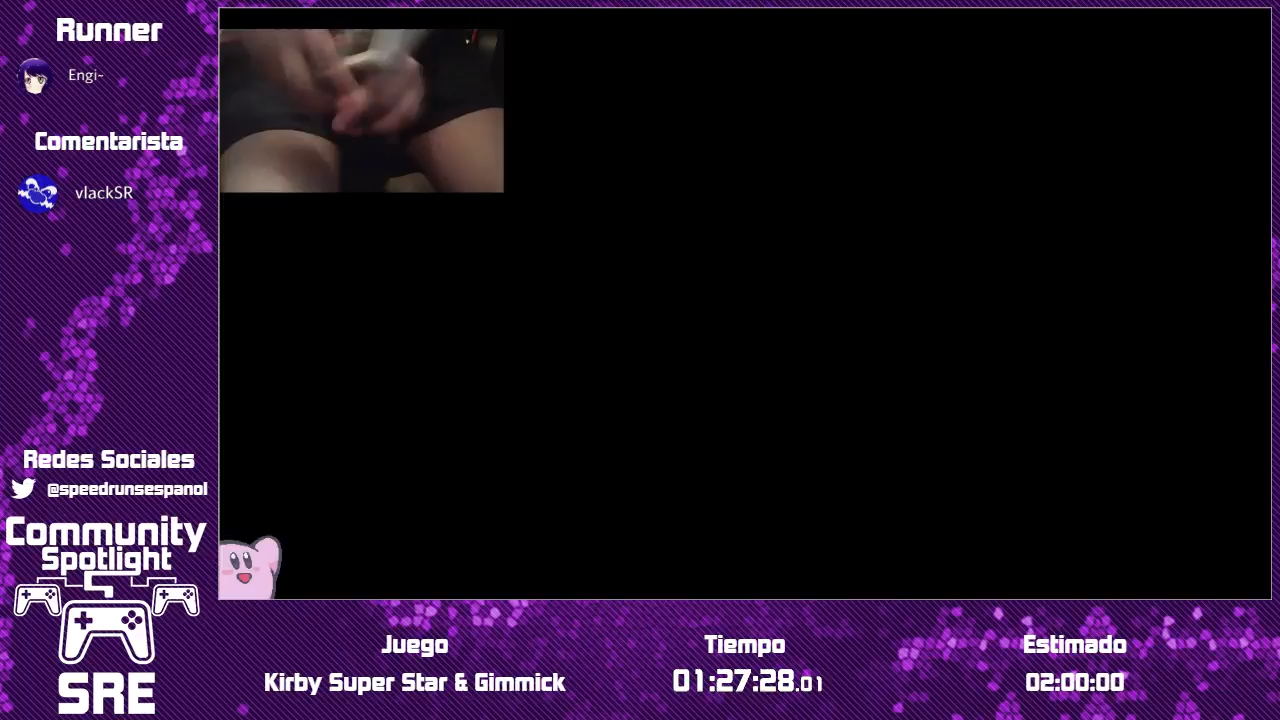 Runner
Engi~
Comentarista
vlackSR
Redes Sociales
@speedrunsespanol
Community
Spotlight
SRE
Juego
Kirby Super Star & Gimmick
Tiempo
01:27:28.01
Estimado
02:00:00